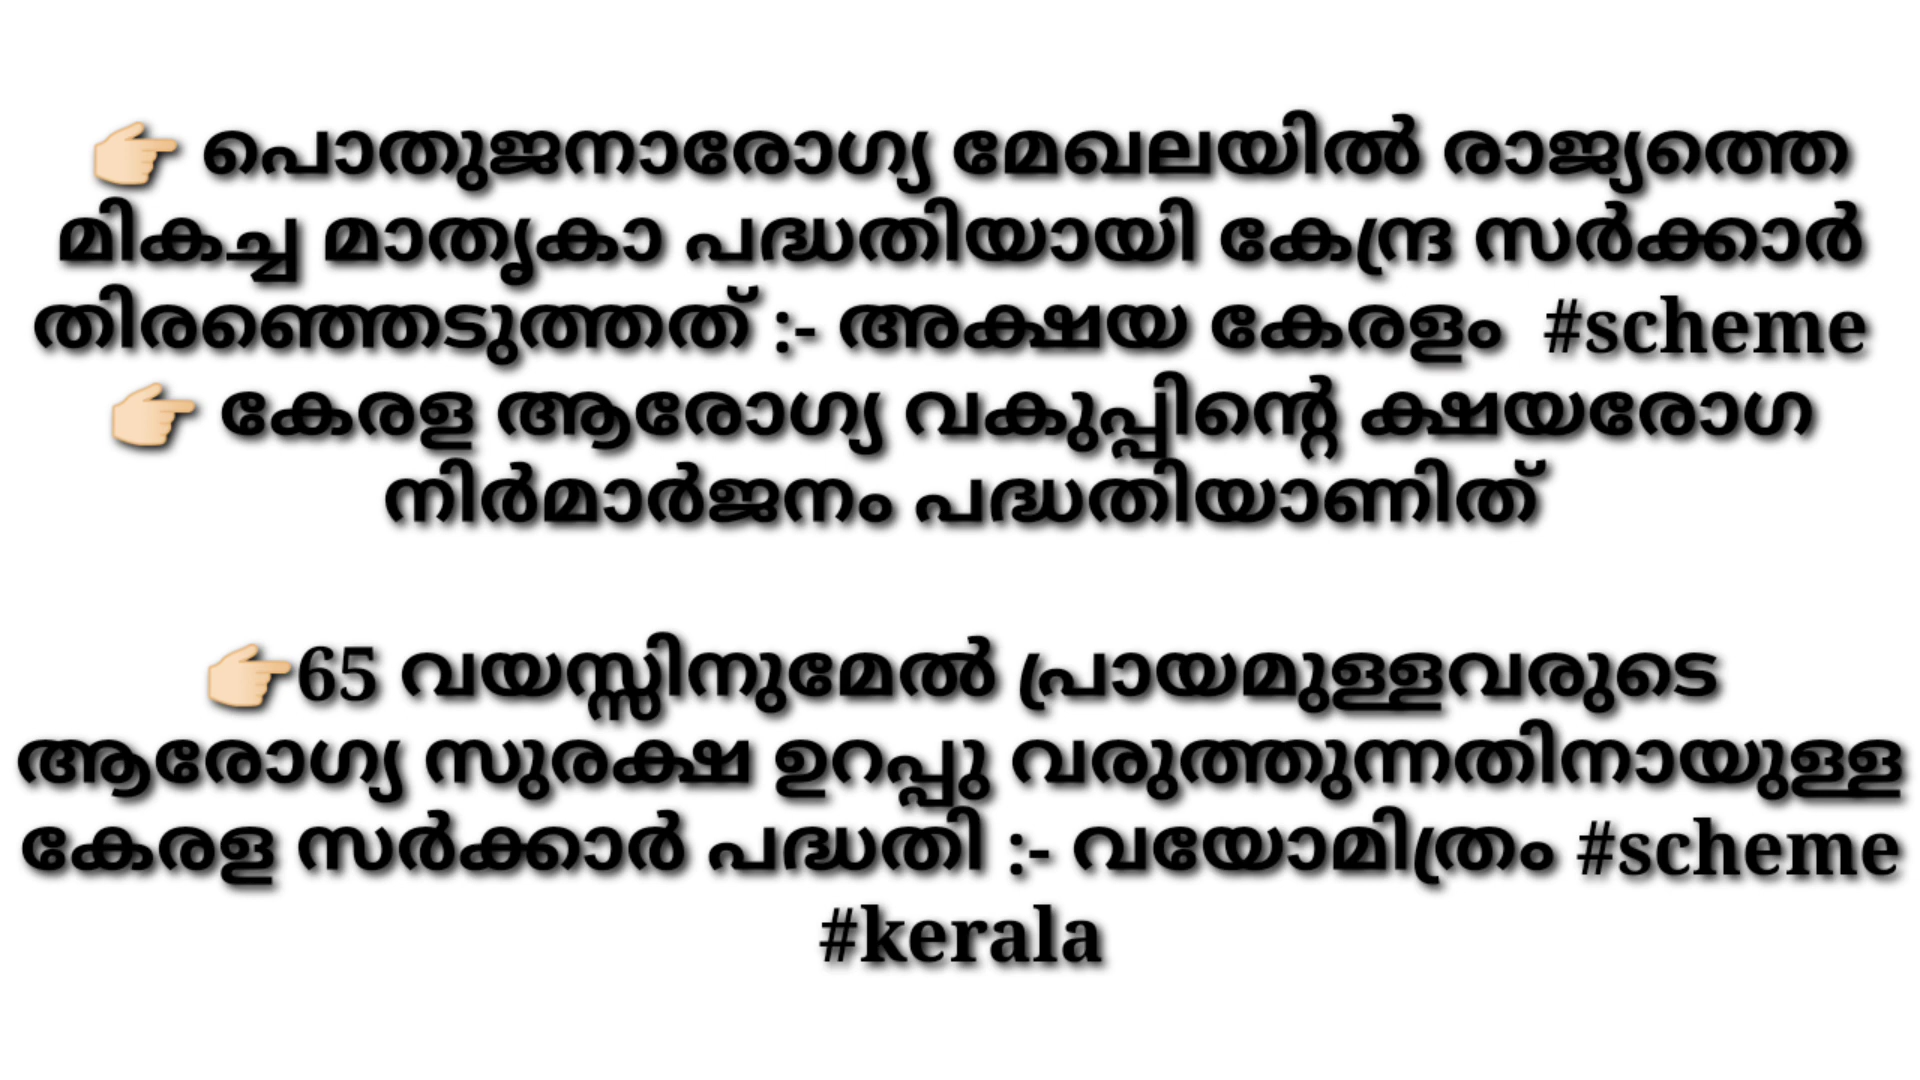 👉🏻 പൊതുജനാരോഗ്യ മേഖലയിൽ രാജ്യത്തെ
മികച്ച മാതൃകാ പദ്ധതിയായി കേന്ദ്ര സർക്കാർ
തിരഞ്ഞെടുത്തത് :- അക്ഷയ കേരളം #scheme
👉🏻 കേരള ആരോഗ്യ വകുപ്പിന്റെ ക്ഷയരോഗ
നിർമാർജനം പദ്ധതിയാണിത്
👉🏻65 വയസ്സിനുമേൽ പ്രായമുള്ളവരുടെ
ആരോഗ്യ സുരക്ഷ ഉറപ്പു വരുത്തുന്നതിനായുള്ള
കേരള സർക്കാർ പദ്ധതി :- വയോമിത്രം #scheme
#kerala